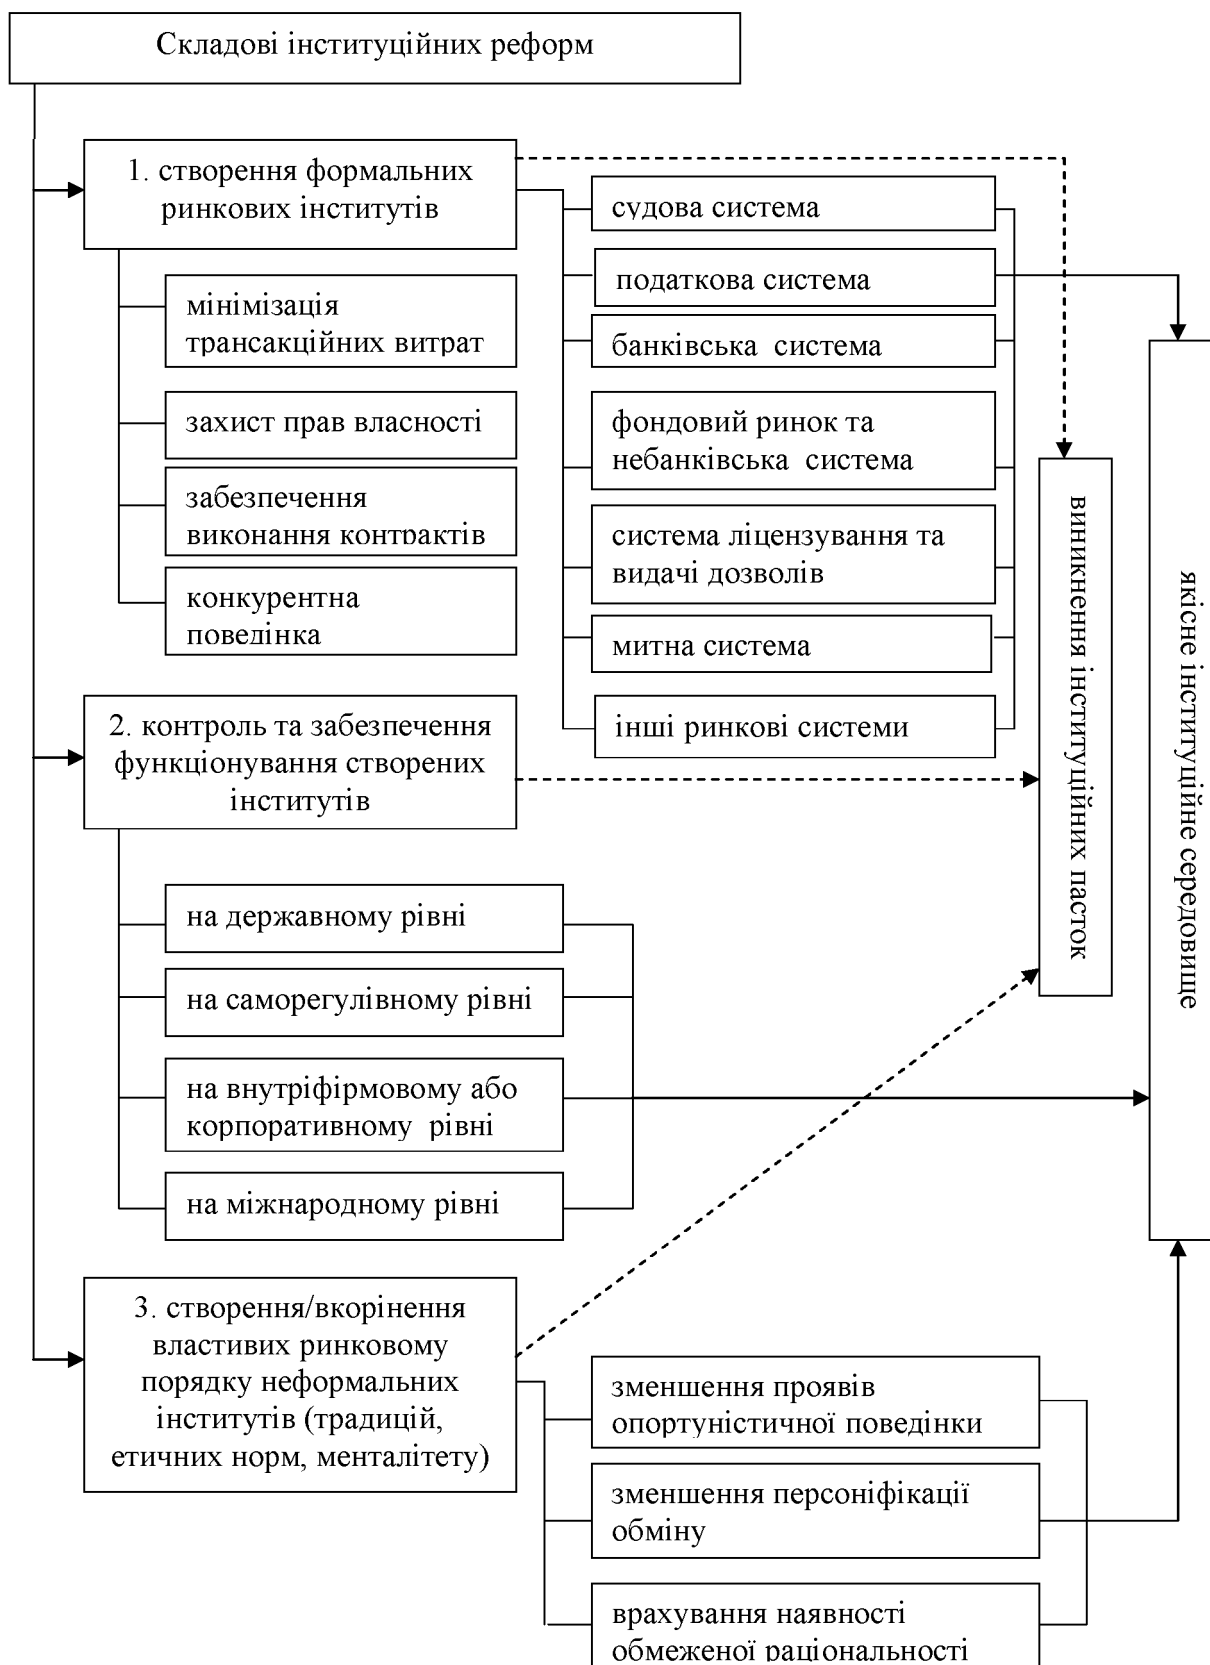 Складові інституційних реформ
1. створення формальних
ринкових інститутів
мінімізація
трансакційних витрат
захист прав власності
забезпечення
виконання контрактів
конкурентна
поведінка
судова система
податкова система
банківська система
фондовий ринок та
небанківська система
система ліцензування та
видачі дозволів
митна система
інші ринкові системи
2. контроль та забезпечення
функціонування створених
інститутів
на державному рівні
на саморегулівному рівні
на внутріфірмовому або
корпоративному рівні
на міжнародному рівні
3. створення/вкорінення
властивих ринковому
порядку неформальних
інститутів (традицій,
етичних норм, менталітету)
зменшення проявів
опортуністичної поведінки
зменшення персоніфікації
обміну
врахування наявності
обмеженої раціональності
виникнення інституційних пасток
якісне інституційне середовище